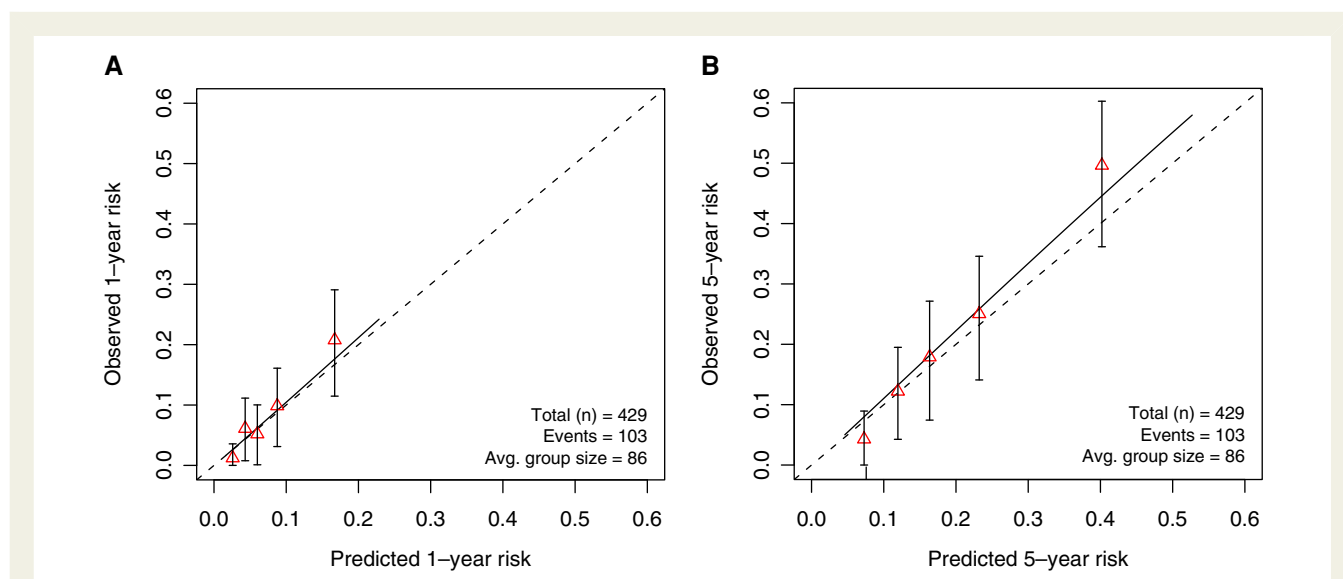 A
Observed 1–year risk
0.6
0.5
0.4
0.3
0.2
0.1
0.0
Total (n) = 429
Events = 103
Avg. group size = 86
0.0 0.1 0.2 0.3 0.4 0.5 0.6
Predicted 1–year risk
B
Observed 5–year risk
0.6
0.5
0.4
0.3
0.2
0.1
0.0
Total (n) = 429
Events = 103
Avg. group size = 86
0.0 0.1 0.2 0.3 0.4 0.5 0.6
Predicted 5–year risk